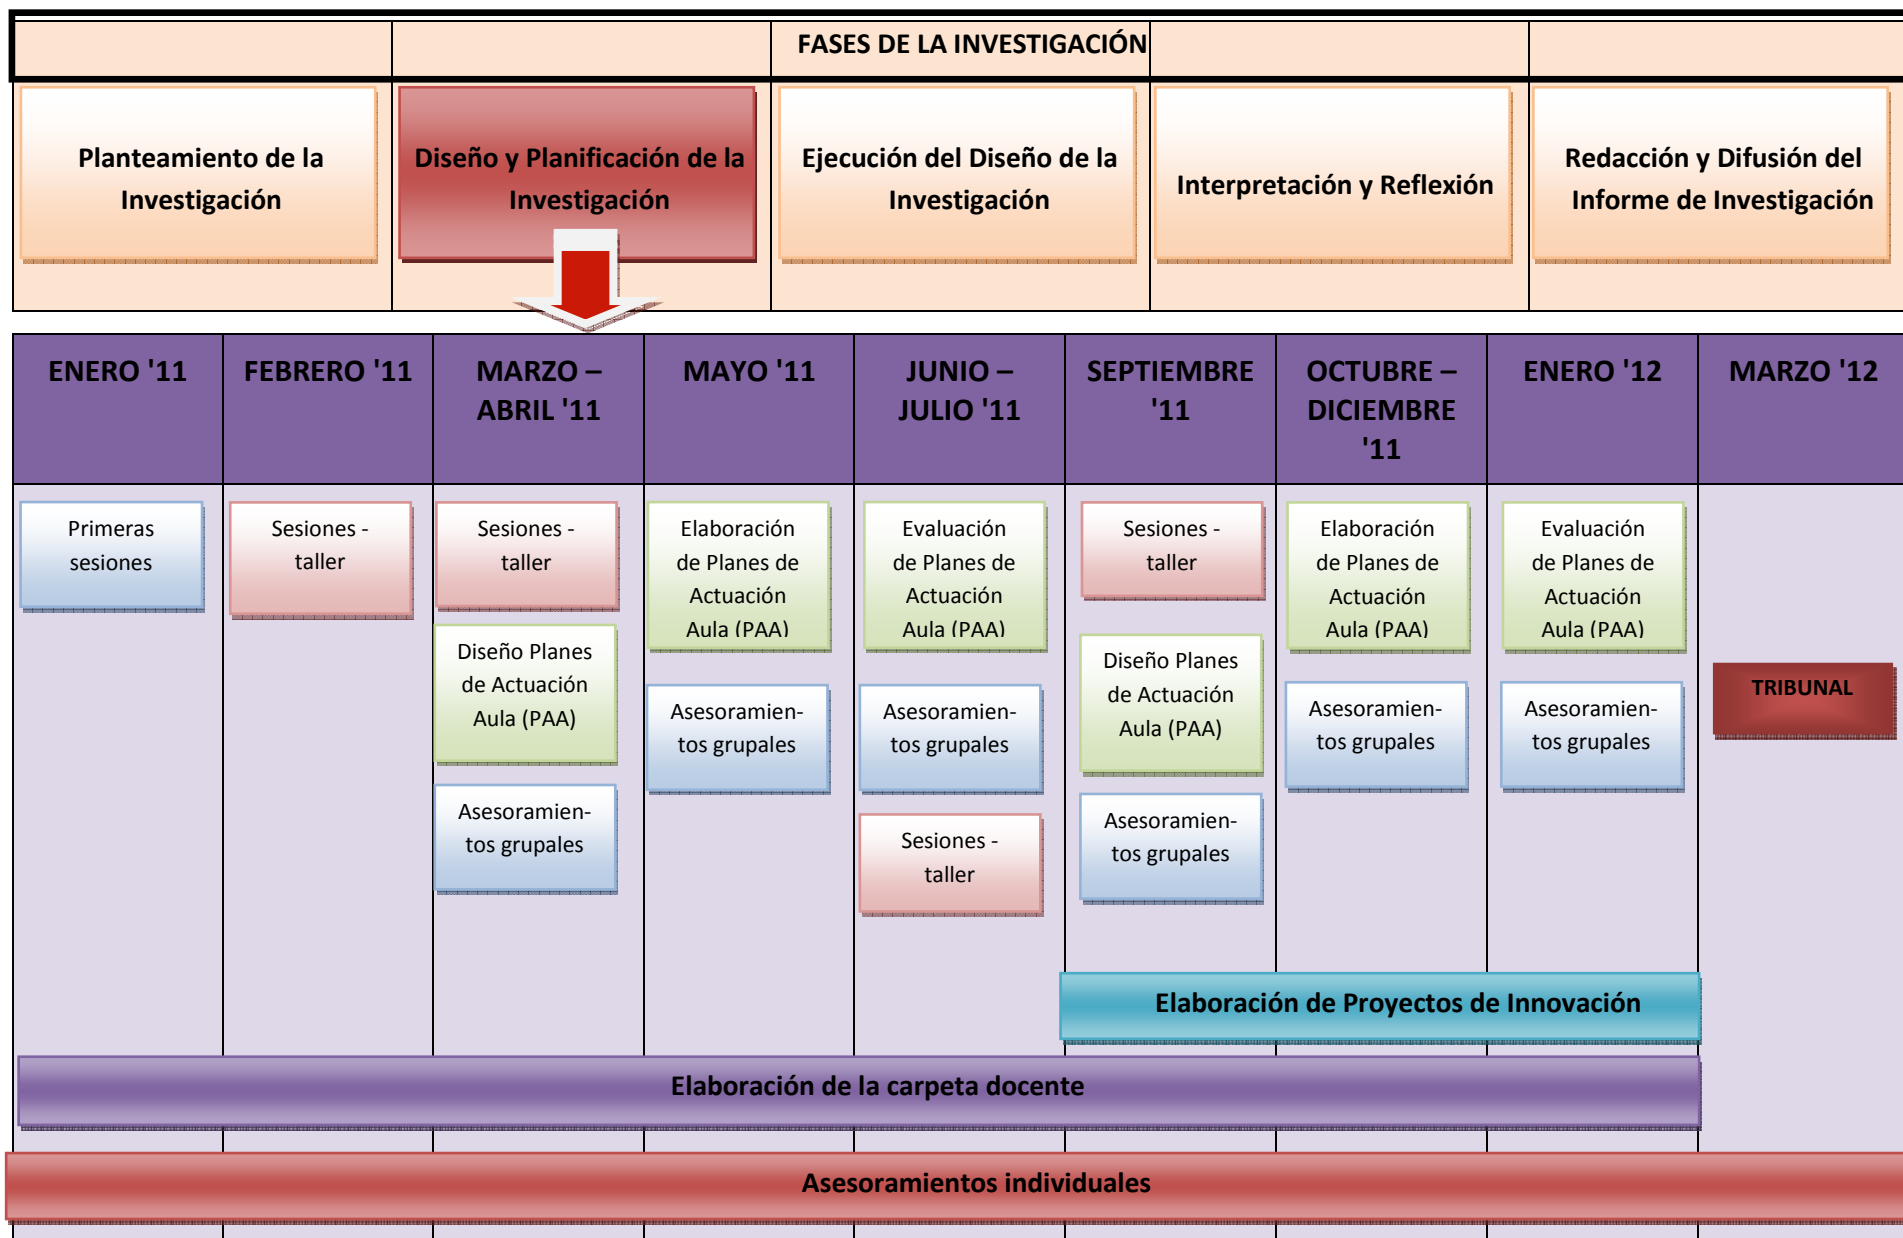 FASES DE LA INVESTIGACIÓN
Planteamiento de la
Investigación
Diseño y Planificación de la
Investigación
Ejecución del Diseño de la
Investigación
Interpretación y Reflexión
Redacción y Difusión del
Informe de Investigación
ENERO '11
FEBRERO '11
MARZO –
ABRIL '11
MAYO '11
JUNIO –
JULIO '11
SEPTIEMBRE
'11
OCTUBRE –
DICIEMBRE
'11
ENERO '12
MARZO '12
Primeras
sesiones
Sesiones -
taller
Sesiones -
taller
Diseño Planes
de Actuación
Aula (PAA)
Asesoramien-
tos grupales
Elaboración
de Planes de
Actuación
Aula (PAA)
Asesoramien-
tos grupales
Evaluación
de Planes de
Actuación
Aula (PAA)
Asesoramien-
tos grupales
Sesiones -
taller
Sesiones -
taller
Diseño Planes
de Actuación
Aula (PAA)
Asesoramien-
tos grupales
Elaboración
de Planes de
Actuación
Aula (PAA)
Asesoramien-
tos grupales
Evaluación
de Planes de
Actuación
Aula (PAA)
Asesoramien-
tos grupales
TRIBUNAL
Elaboración de Proyectos de Innovación
Elaboración de la carpeta docente
Asesoramientos individuales